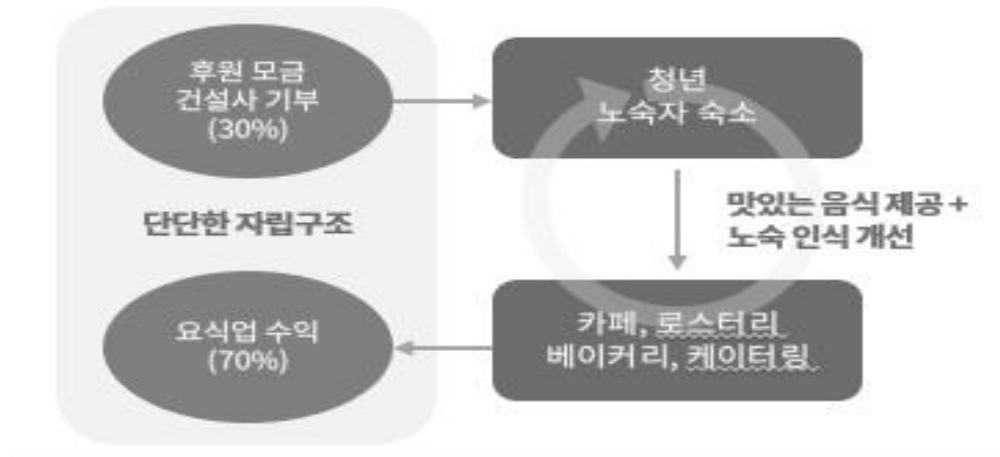 후원 모금
건설사 기부
(30%)
청년
노숙자 숙소
단단한 자립구조
맛있는 음식 제공 +
노숙 인식 개선
요식업 수익
(70%)
카페, 로스터리
베이커리, 케이터링